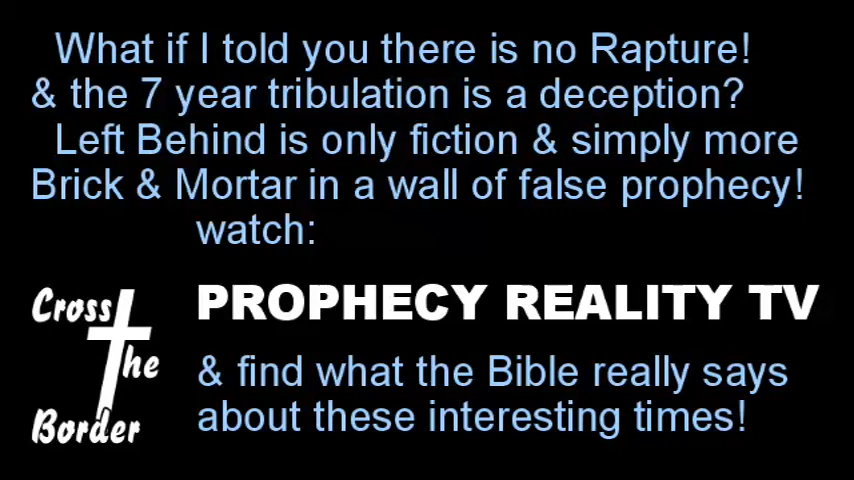 What if I told you there is no Rapture!
& the 7 year tribulation is a deception?
Left Behind is only fiction & simply more
Brick & Mortar in a wall of false prophecy!
watch:
Cross
The
Border
PROPHECY REALITY TV
& find what the Bible really says
about these interesting times!